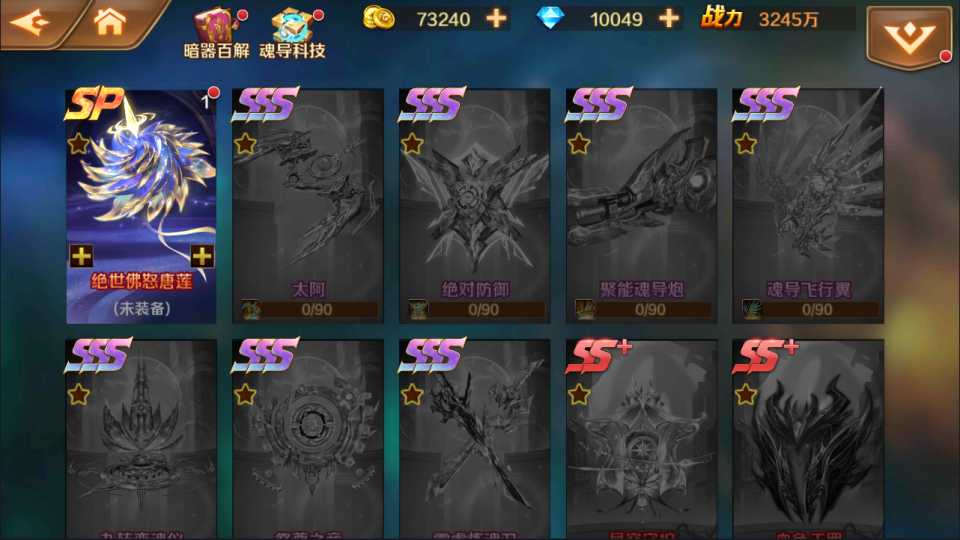 73240
10049
战力 3245万
暗器百解 魂导科技
SP
1
SSS
SSS
SSS
SSS
绝世佛怒唐莲
(未装备)
太阿
0/90
绝对防御
0/90
聚能魂导炮
0/90
魂导飞行翼
0/90
SSS
SSS
SSS
SS+
SS+